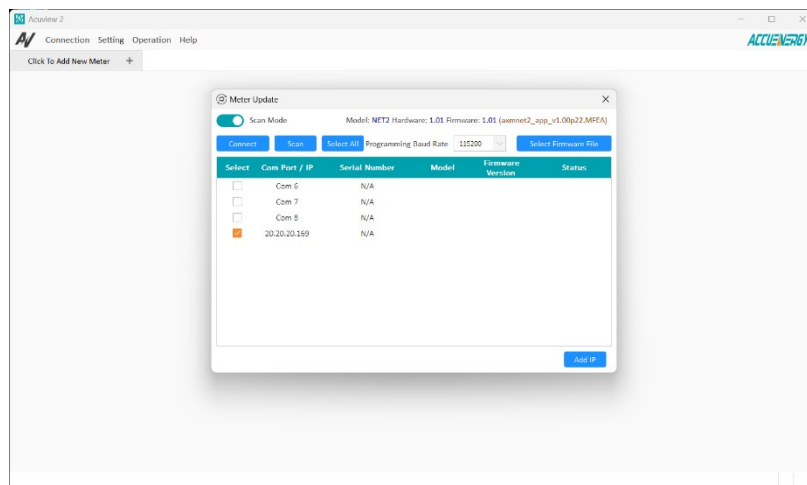 Acuview 2
Connection Setting Operation Help
ACCUENERGY
Click To Add New Meter +
Meter Update
Scan Mode Model: NET2 Hardware: 1.01 Firmware: 1.01 (axmnet2_app_v1.00p22.MFEA)
Connect Scan Select All Programming Baud Rate 115200 Select Firmware File
Select Com Port / IP Serial Number Model Firmware Version Status
Com 6 N/A
Com 7 N/A
Com 8 N/A
20.20.20.169 N/A
Add IP